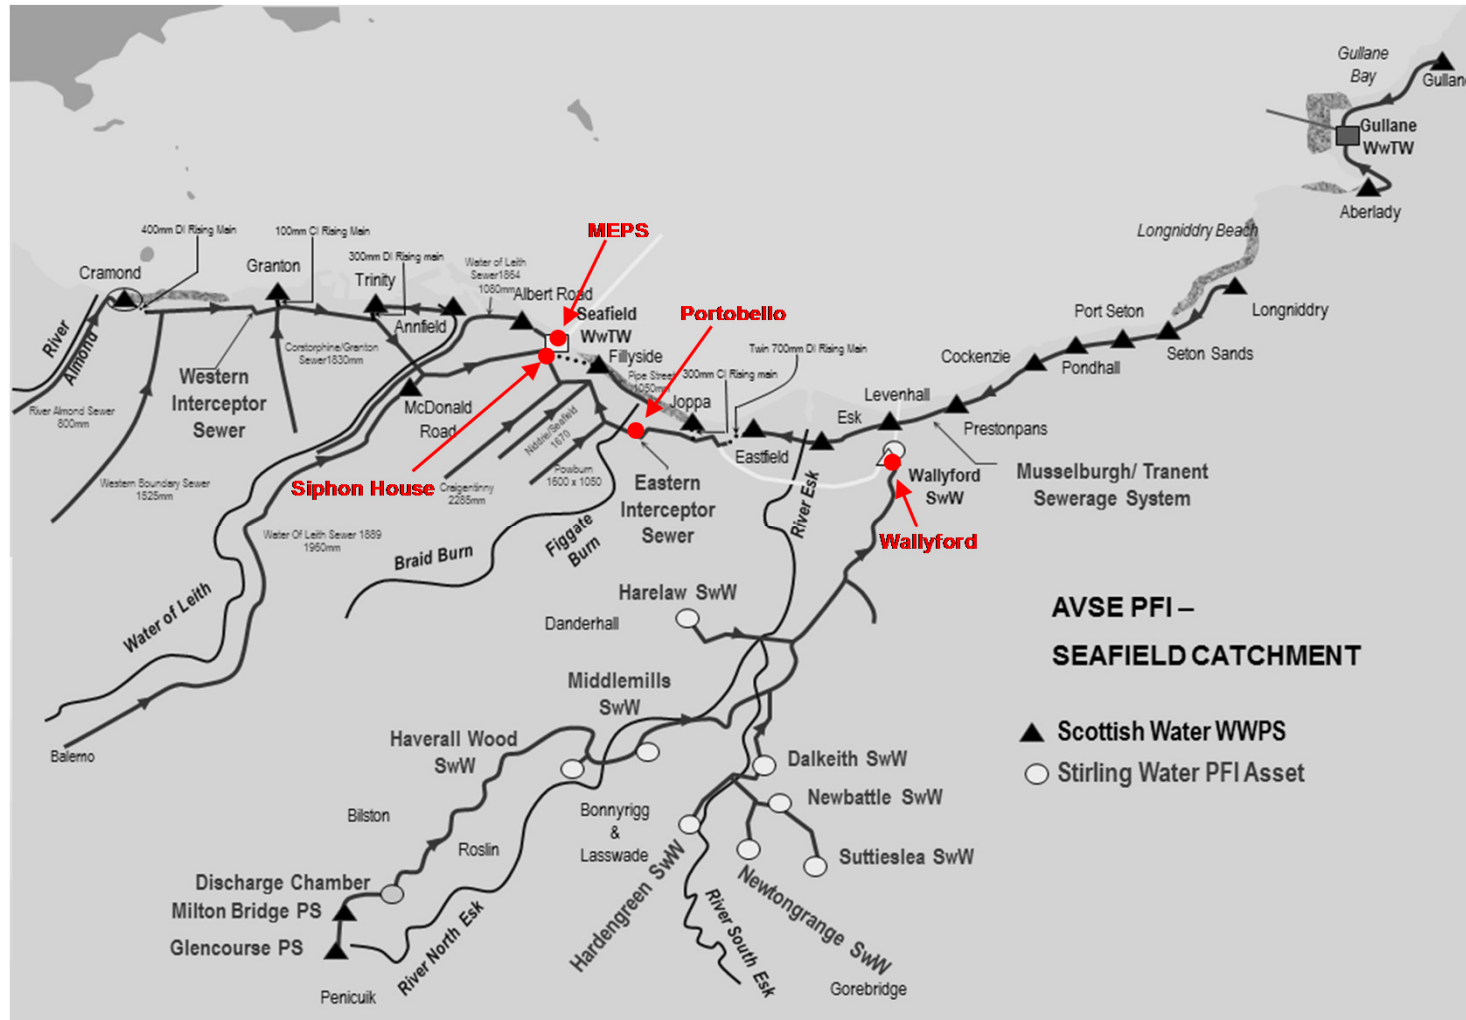 Gullane
Bay
Gullan
Gullane
WwTW
Aberlady
Longniddry Beach
Longniddry
MEPS
400mm DI Rising Main
100mm CI Rising Main
300mm DI Rising main
Water of Leith
Sewer1864
1080mm
Cramond
Granton
Trinity
Annfield
Albert Road
Seafield
WwTW
Portobello
Port Seton
Seton Sands
Pondhall
Cockenzie
Twin 700mm DI Rising Main
Fillyside
Pipe Street
1050mm
300mm CI Rising main
Levenhall
Prestonpans
Joppa
Esk
Eastfield
River
Almond
River Almond Sewer
800mm
Western
Interceptor
Sewer
Corstorphine/Granton
Sewer1830mm
McDonald
Road
Niddrie/Seafield
1670
Powburn
1600 x 1050
Craigentinny
2285mm
Siphon House
Western Boundary Sewer
1525mm
Water Of Leith Sewer 1889
1960mm
Eastern
Interceptor
Sewer
River Esk
Wallyford
SwW
Wallyford
Musselburgh/ Tranent
Sewerage System
Braid Burn
Figgate
Burn
Water of Leith
Balerno
Harelaw SwW
Danderhall
AVSE PFI –
SEAFIELD CATCHMENT
Middlemills
SwW
Haverall Wood
SwW
Scottish Water WWPS
Stirling Water PFI Asset
Dalkeith SwW
Newbattle SwW
Suttieslea SwW
Bilston
Roslin
Bonnyrigg
&
Lasswade
Discharge Chamber
Milton Bridge PS
Glencourse PS
Penicuik
River North Esk
Hardengreen SwW
Newtongrange SwW
River South Esk
Gorebridge